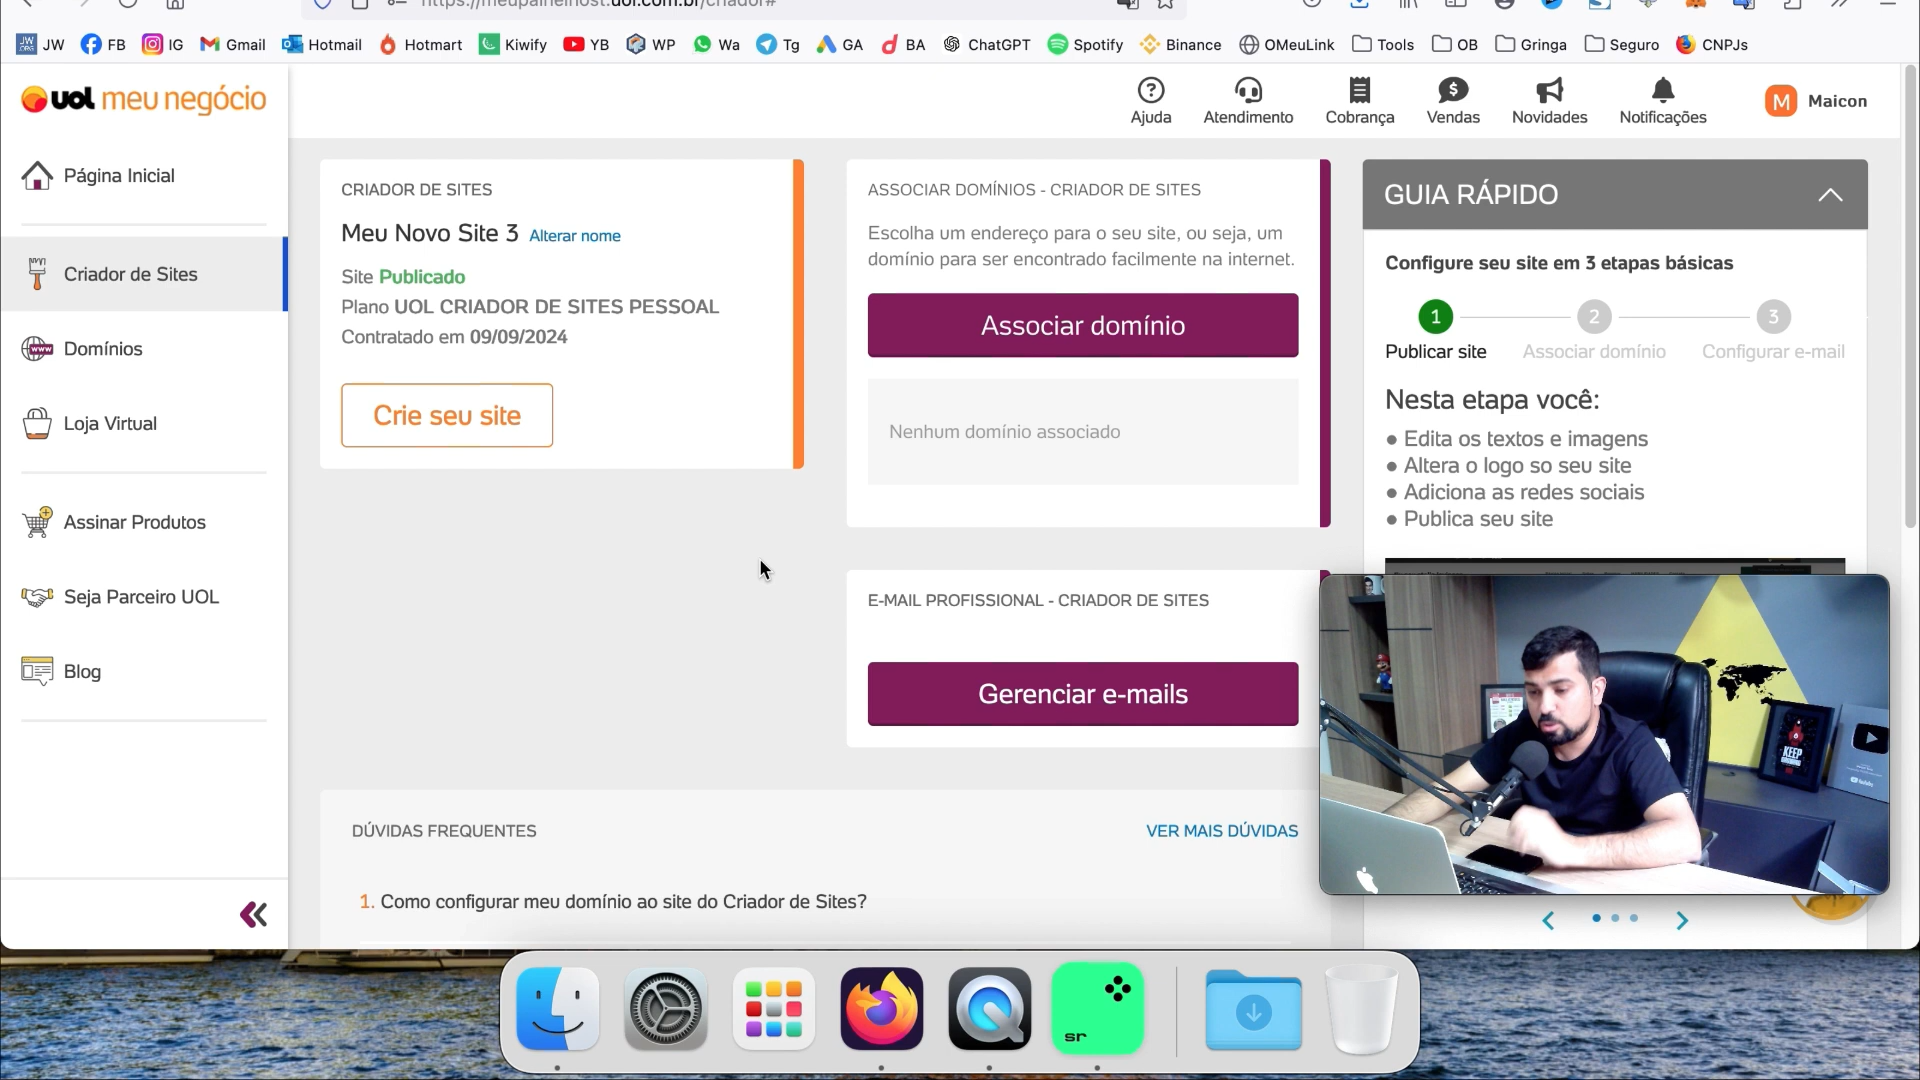 https://meupainelhost.uol.com.br/criador#
JW FB IG Gmail Hotmail Hotmart Kiwify YB WP Wa Tg GA BA ChatGPT Spotify Binance OMeuLink Tools OB Gringa Seguro CNPJs
uol meu negócio
Ajuda Atendimento Cobrança Vendas Novidades Notificações
M Maicon
Página Inicial
Criador de Sites
Domínios
Loja Virtual
Assinar Produtos
Seja Parceiro UOL
Blog
CRIADOR DE SITES
Meu Novo Site 3 Alterar nome
Site Publicado
Plano UOL CRIADOR DE SITES PESSOAL
Contratado em 09/09/2024
Crie seu site
ASSOCIAR DOMÍNIOS - CRIADOR DE SITES
Escolha um endereço para o seu site, ou seja, um
domínio para ser encontrado facilmente na internet.
Associar domínio
Nenhum domínio associado
E-MAIL PROFISSIONAL - CRIADOR DE SITES
Gerenciar e-mails
GUIA RÁPIDO
Configure seu site em 3 etapas básicas
1 2 3
Publicar site Associar domínio Configurar e-mail
Nesta etapa você:
• Edita os textos e imagens
• Altera o logo so seu site
• Adiciona as redes sociais
• Publica seu site
KEEP
YouTube
DÚVIDAS FREQUENTES
VER MAIS DÚVIDAS
1. Como configurar meu domínio ao site do Criador de Sites?
sr